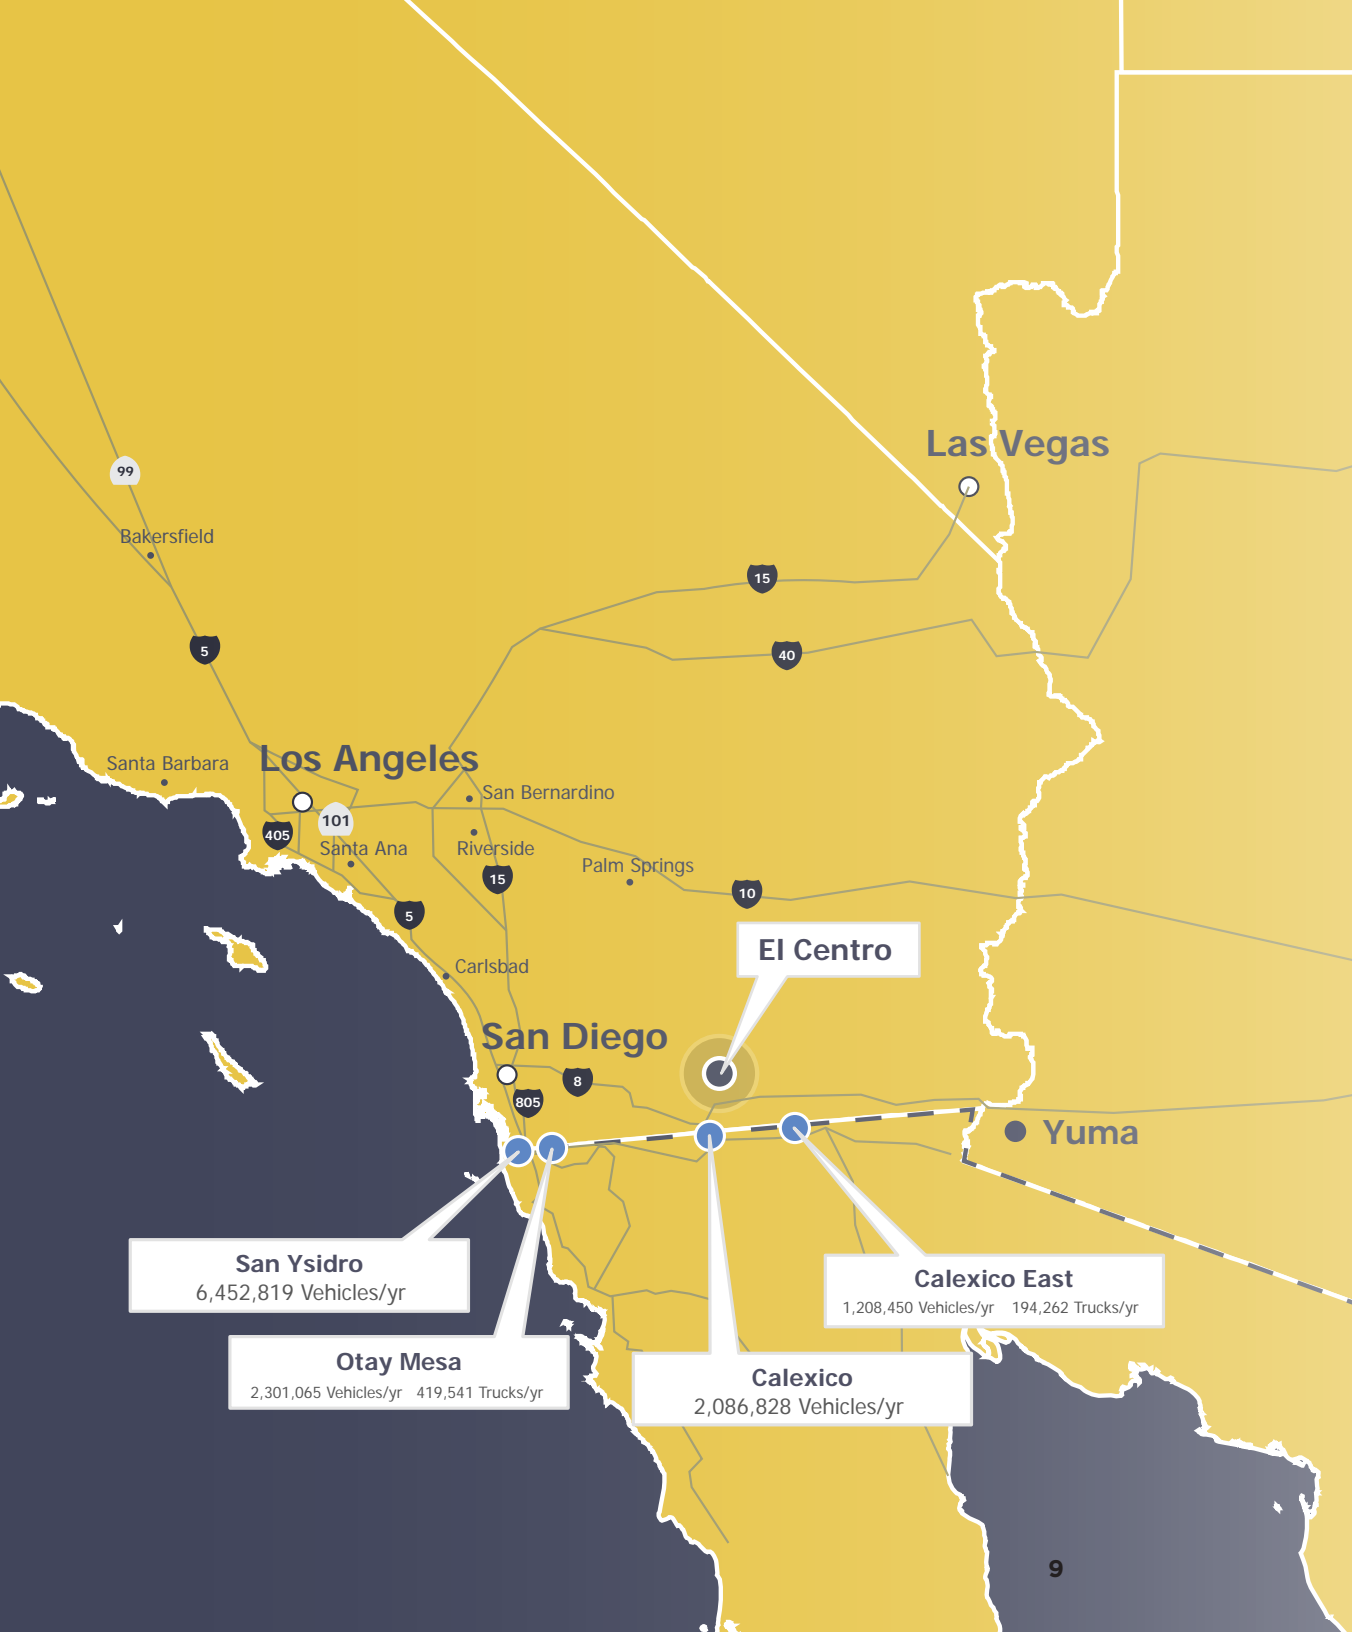 Las Vegas
99
Bakersfield
15
5
40
Los Angeles
Santa Barbara
San Bernardino
101
405
Santa Ana
Riverside
Palm Springs
15
10
5
El Centro
Carlsbad
San Diego
8
805
Yuma
San Ysidro
6,452,819 Vehicles/yr
Calexico East
1,208,450 Vehicles/yr 194,262 Trucks/yr
Otay Mesa
2,301,065 Vehicles/yr 419,541 Trucks/yr
Calexico
2,086,828 Vehicles/yr
9